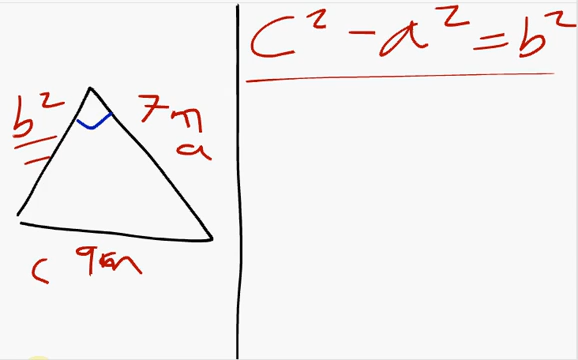 c² - a² = b²
b²
7m
a
c 9m